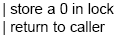 | store a 0 in lock
| return to caller